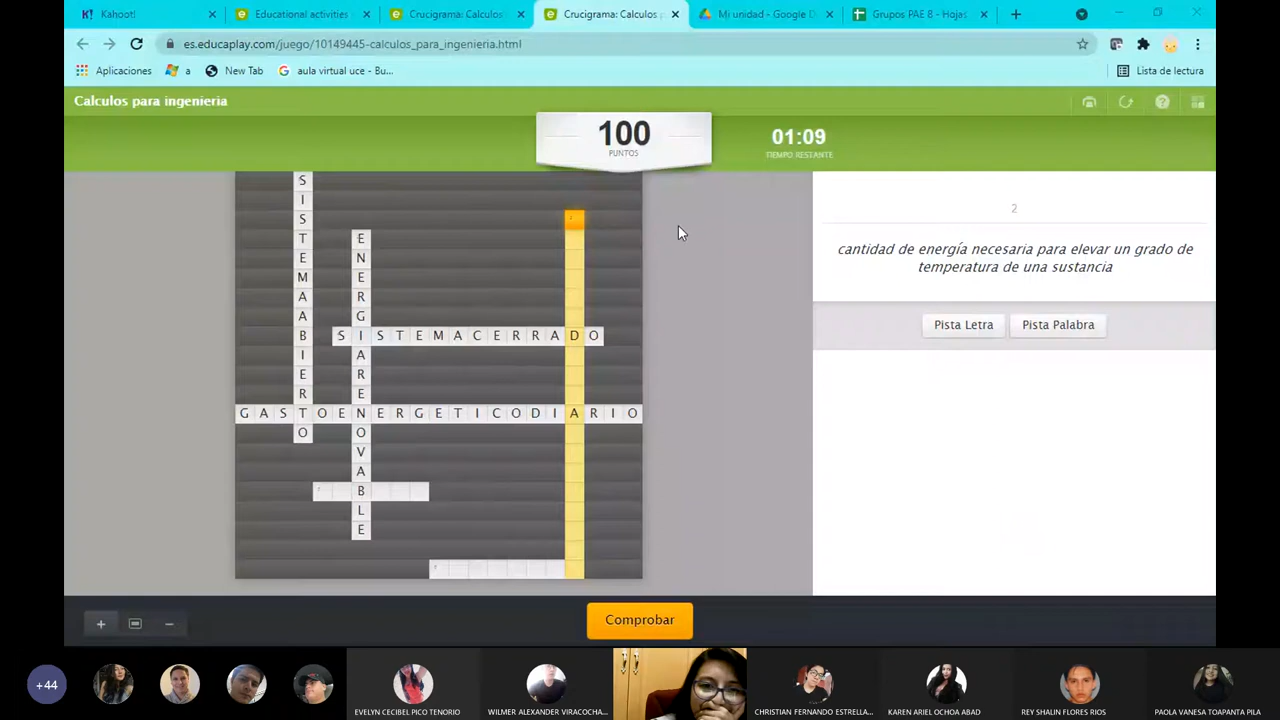 Kahoot!
Educational activities
Crucigrama: Calculos
Crucigrama: Calculos p
Mi unidad - Google D
Grupos PAE 8 - Hojas
es.educaplay.com/juego/10149445-calculos_para_ingenieria.html
Aplicaciones
a
New Tab
aula virtual uce - Bu...
Lista de lectura
Calculos para ingenieria
100
PUNTOS
01:09
TIEMPO RESTANTE
SISTEMAABIERTO
ENERGIARENOVABLE
SISTEMACERRADO
GASTOENERGETICODIARIO
2
cantidad de energía necesaria para elevar un grado de
temperatura de una sustancia
Pista Letra
Pista Palabra
Comprobar
+44
EVELYN CECIBEL PICO TENORIO
WILMER ALEXANDER VIRACOCHA...
CHRISTIAN FERNANDO ESTRELLA...
KAREN ARIEL OCHOA ABAD
REY SHALIN FLORES RIOS
PAOLA VANESA TOAPANTA PILA